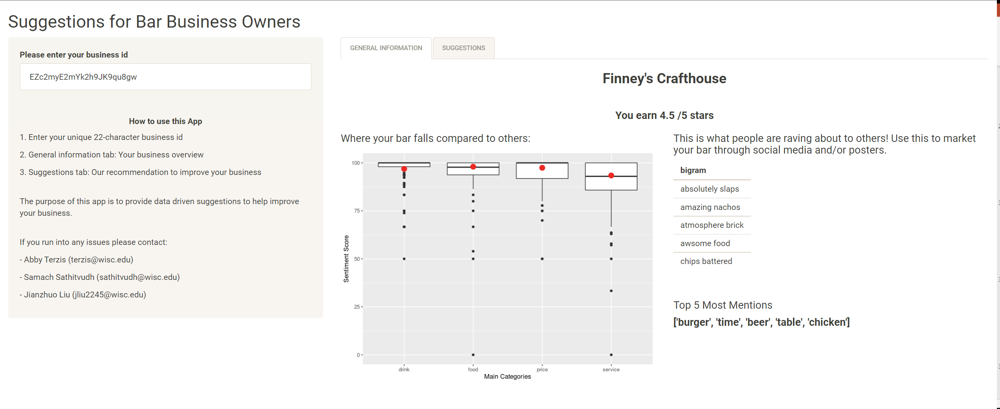 Suggestions for Bar Business Owners
Please enter your business id
EZc2myE2mYk2h9JK9qu8gw
How to use this App
1. Enter your unique 22-character business id
2. General information tab: Your business overview
3. Suggestions tab: Our recommendation to improve your business
The purpose of this app is to provide data driven suggestions to help improve
your business.
If you run into any issues please contact:
- Abby Terzis (terzis@wisc.edu)
- Samach Sathitvudh (sathitvudh@wisc.edu)
- Jianzhuo Liu (jliu2245@wisc.edu)
GENERAL INFORMATION
SUGGESTIONS
Finney's Crafthouse
You earn 4.5 /5 stars
Where your bar falls compared to others:
100
75
50
25
0
Sentiment Score
drink
food
price
service
Main Categories
This is what people are raving about to others! Use this to market
your bar through social media and/or posters.
bigram
absolutely slaps
amazing nachos
atmosphere brick
awsome food
chips battered
Top 5 Most Mentions
['burger', 'time', 'beer', 'table', 'chicken']